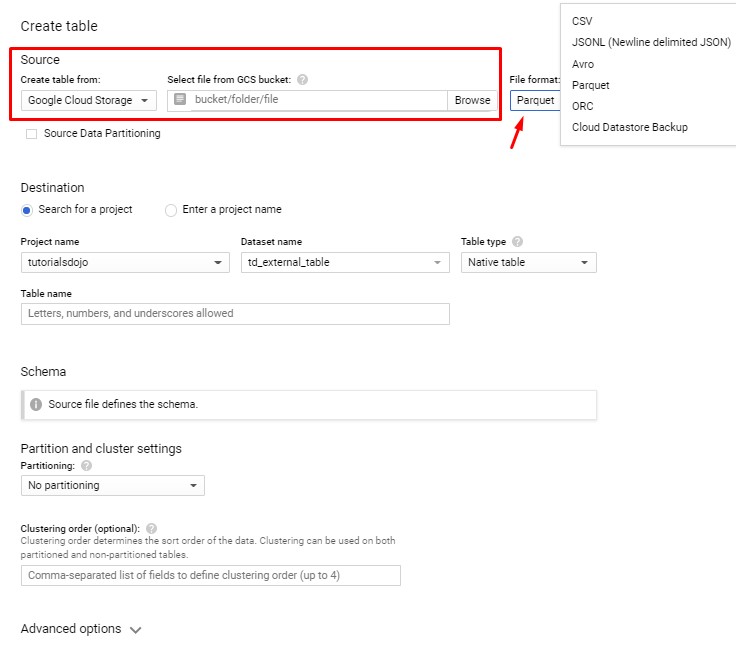 Create table
Source
Create table from:
Select file from GCS bucket:
File format:
Google Cloud Storage
bucket/folder/file
Browse
Parquet
CSV
JSONL (Newline delimited JSON)
Avro
Parquet
ORC
Cloud Datastore Backup
Source Data Partitioning
Destination
Search for a project
Enter a project name
Project name
Dataset name
Table type
tutorialsdojo
td_external_table
Native table
Table name
Letters, numbers, and underscores allowed
Schema
Source file defines the schema.
Partition and cluster settings
Partitioning:
No partitioning
Clustering order (optional):
Clustering order determines the sort order of the data. Clustering can be used on both
partitioned and non-partitioned tables.
Comma-separated list of fields to define clustering order (up to 4)
Advanced options